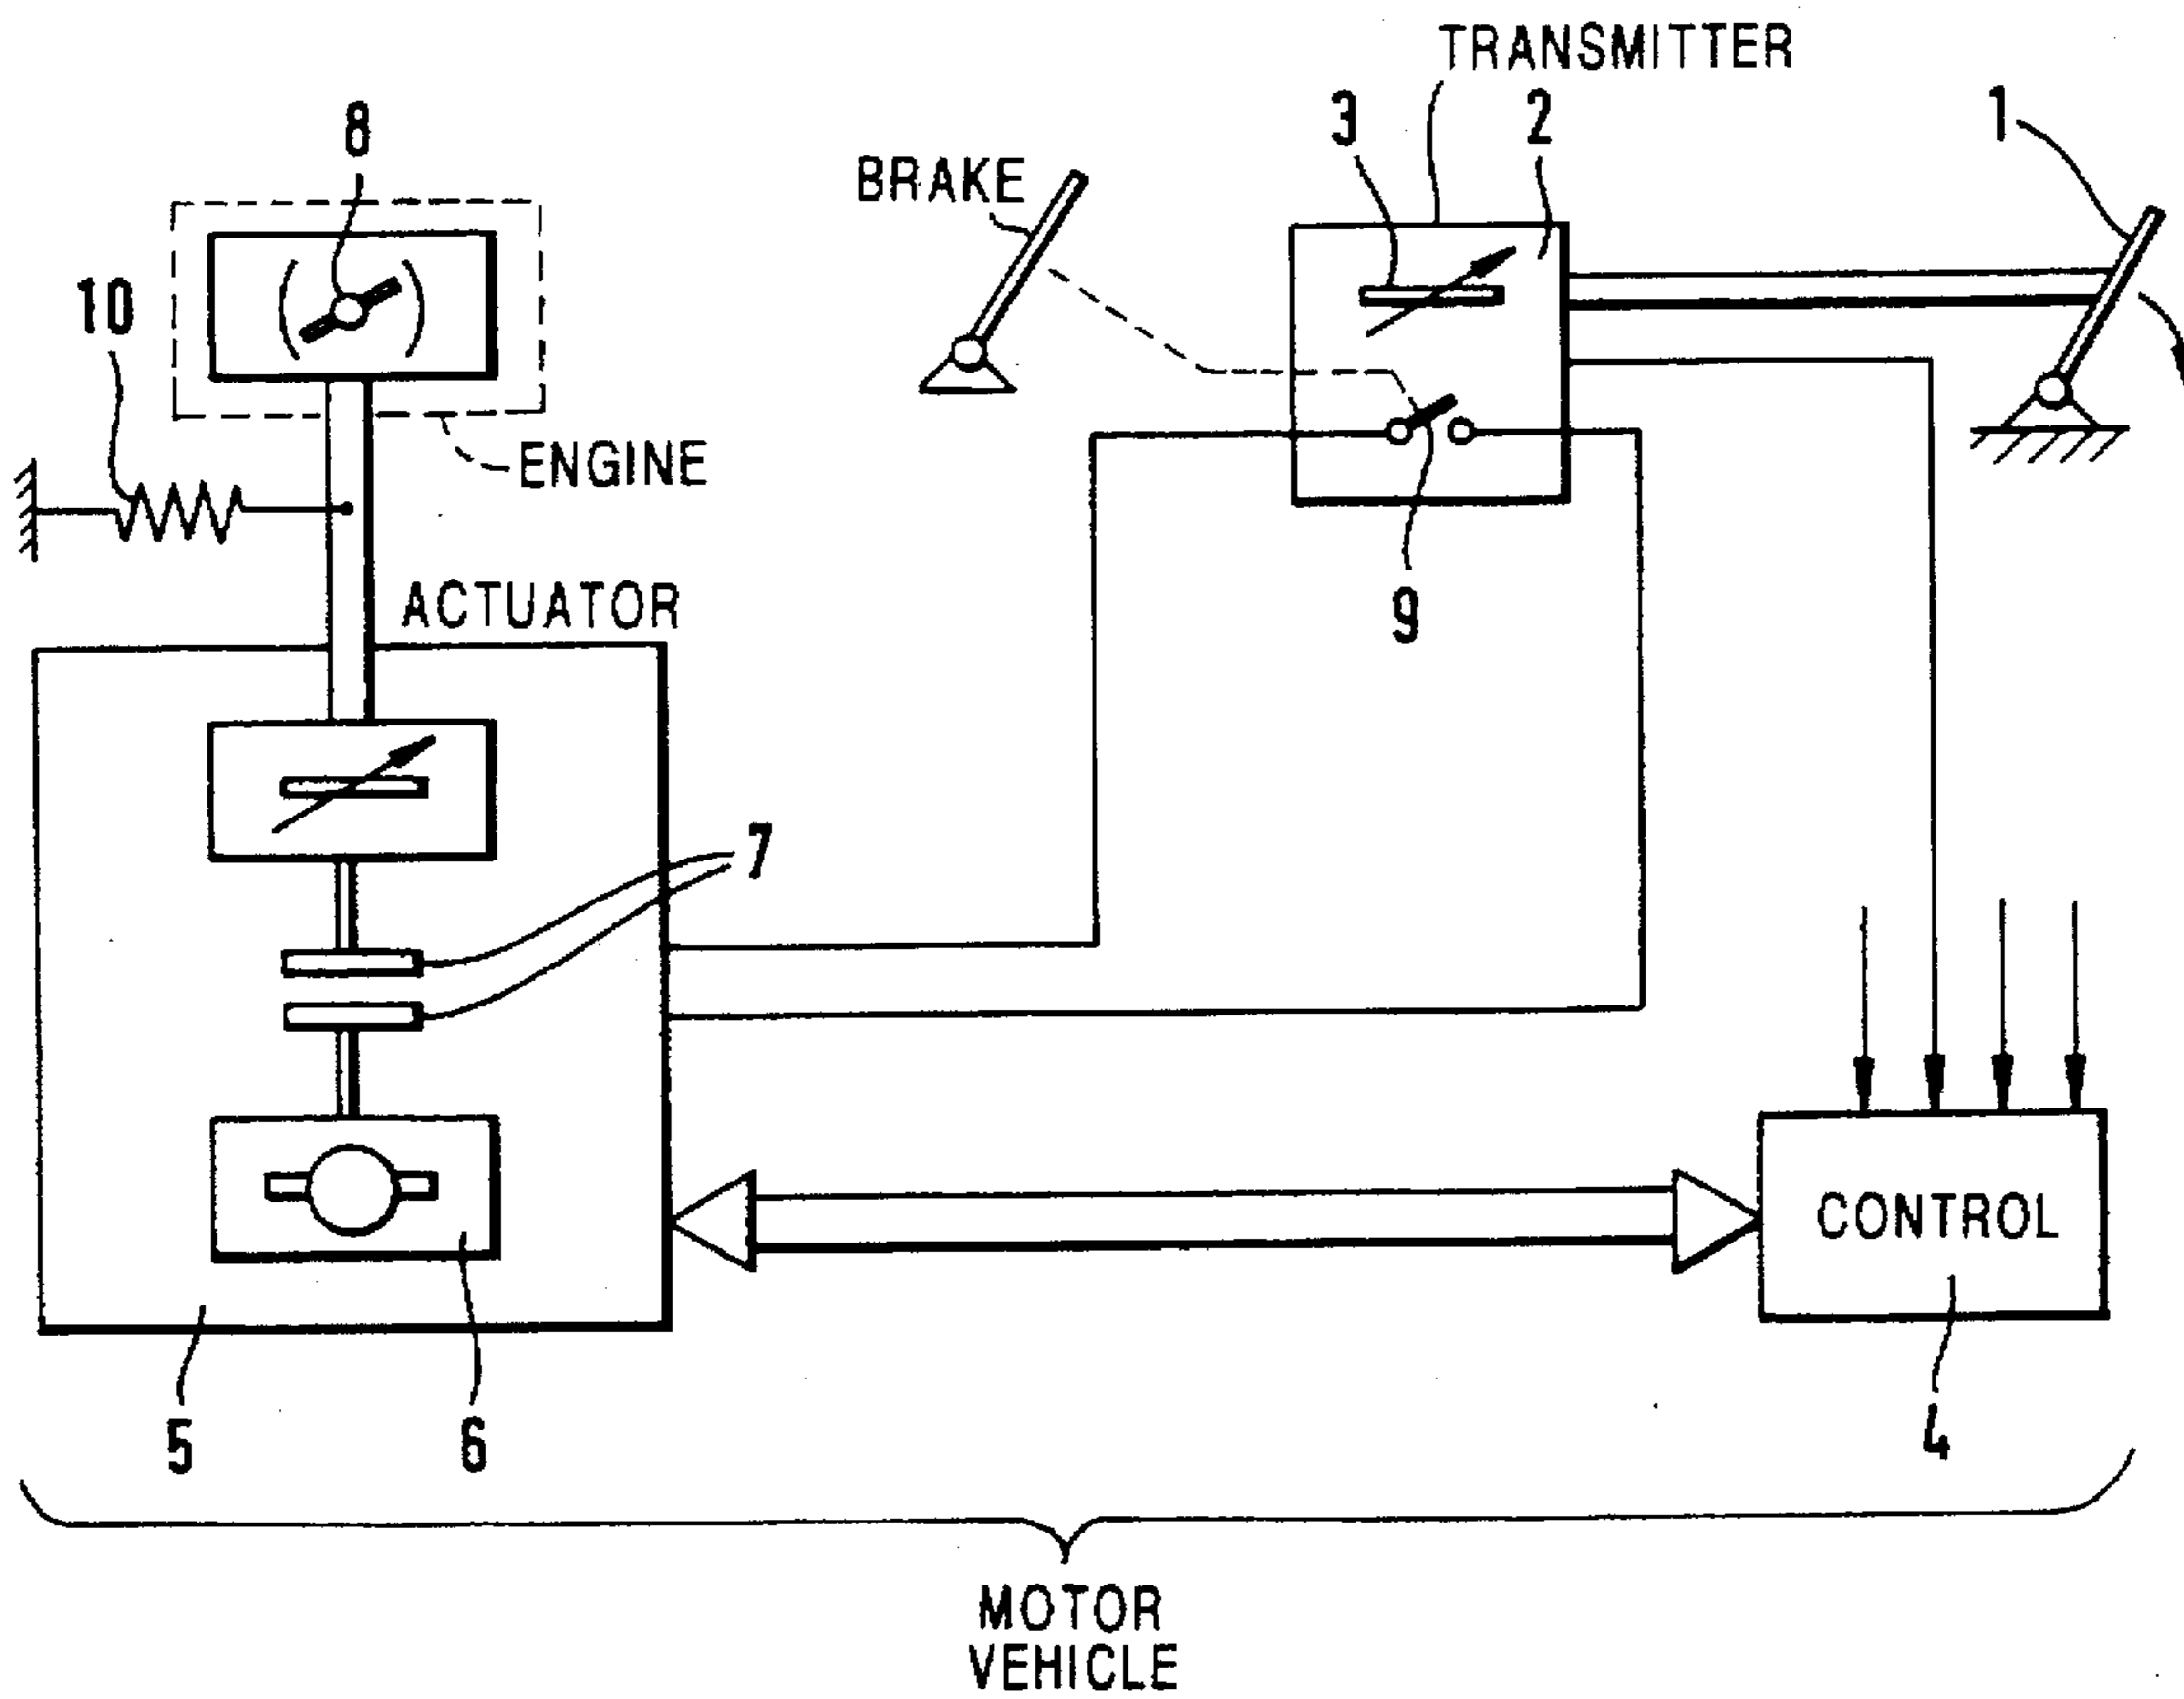 TRANSMITTER
8
3
2
1
BRAKE
10
ENGINE
9
ACTUATOR
7
CONTROL
5
6
4
MOTOR
VEHICLE